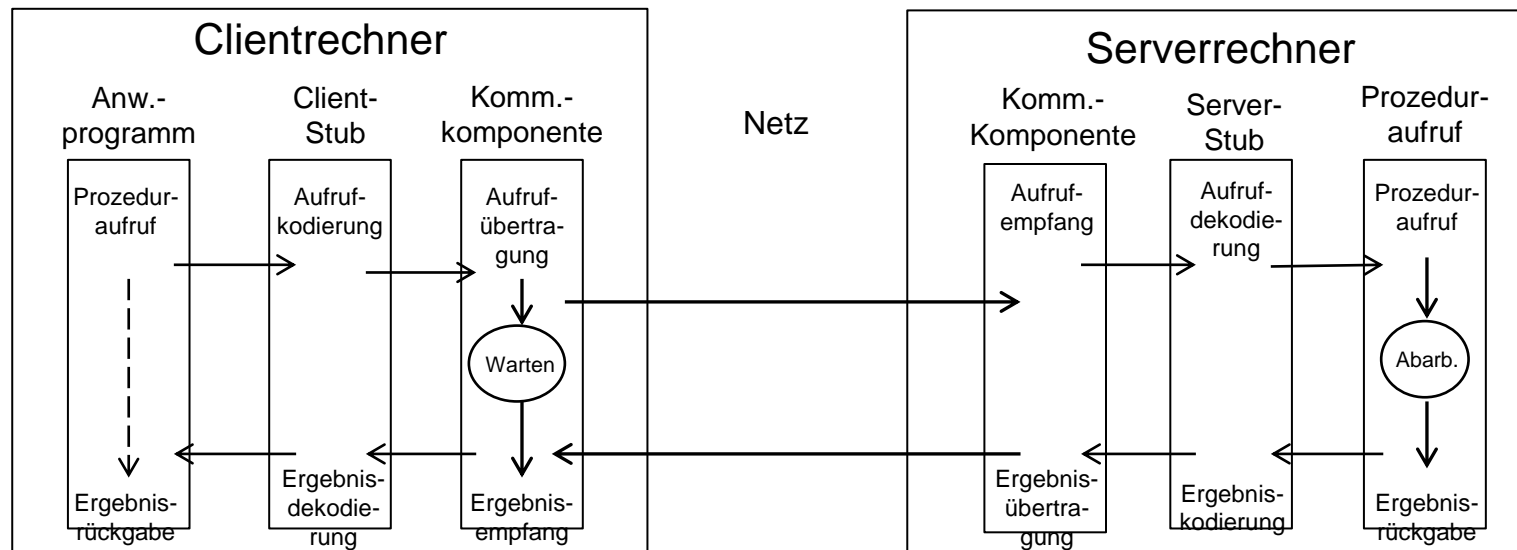 Clientrechner
Anw.-
programm
Client-
Stub
Komm.-
komponente
Prozedur-
aufruf
Aufruf-
kodierung
Aufruf-
übertra-
gung
Warten
Ergebnis-
rückgabe
Ergebnis-
dekodie-
rung
Ergebnis-
empfang
Netz
Serverrechner
Komm.-
Komponente
Server-
Stub
Prozedur-
aufruf
Aufruf-
empfang
Aufruf-
dekodie-
rung
Prozedur-
aufruf
Abarb.
Ergebnis-
übertra-
gung
Ergebnis-
kodierung
Ergebnis-
rückgabe